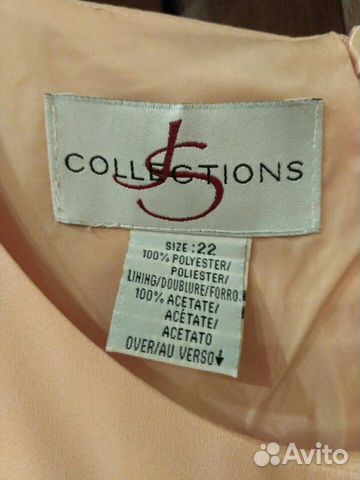 JS
COLLECTIONS
SIZE : 22
100% POLYESTER/
POLIESTER/
LINING/DOUBLURE/FORRO:
100% ACETATE/
ACÉTATE/
ACETATO
OVER/AU VERSO↓
Avito